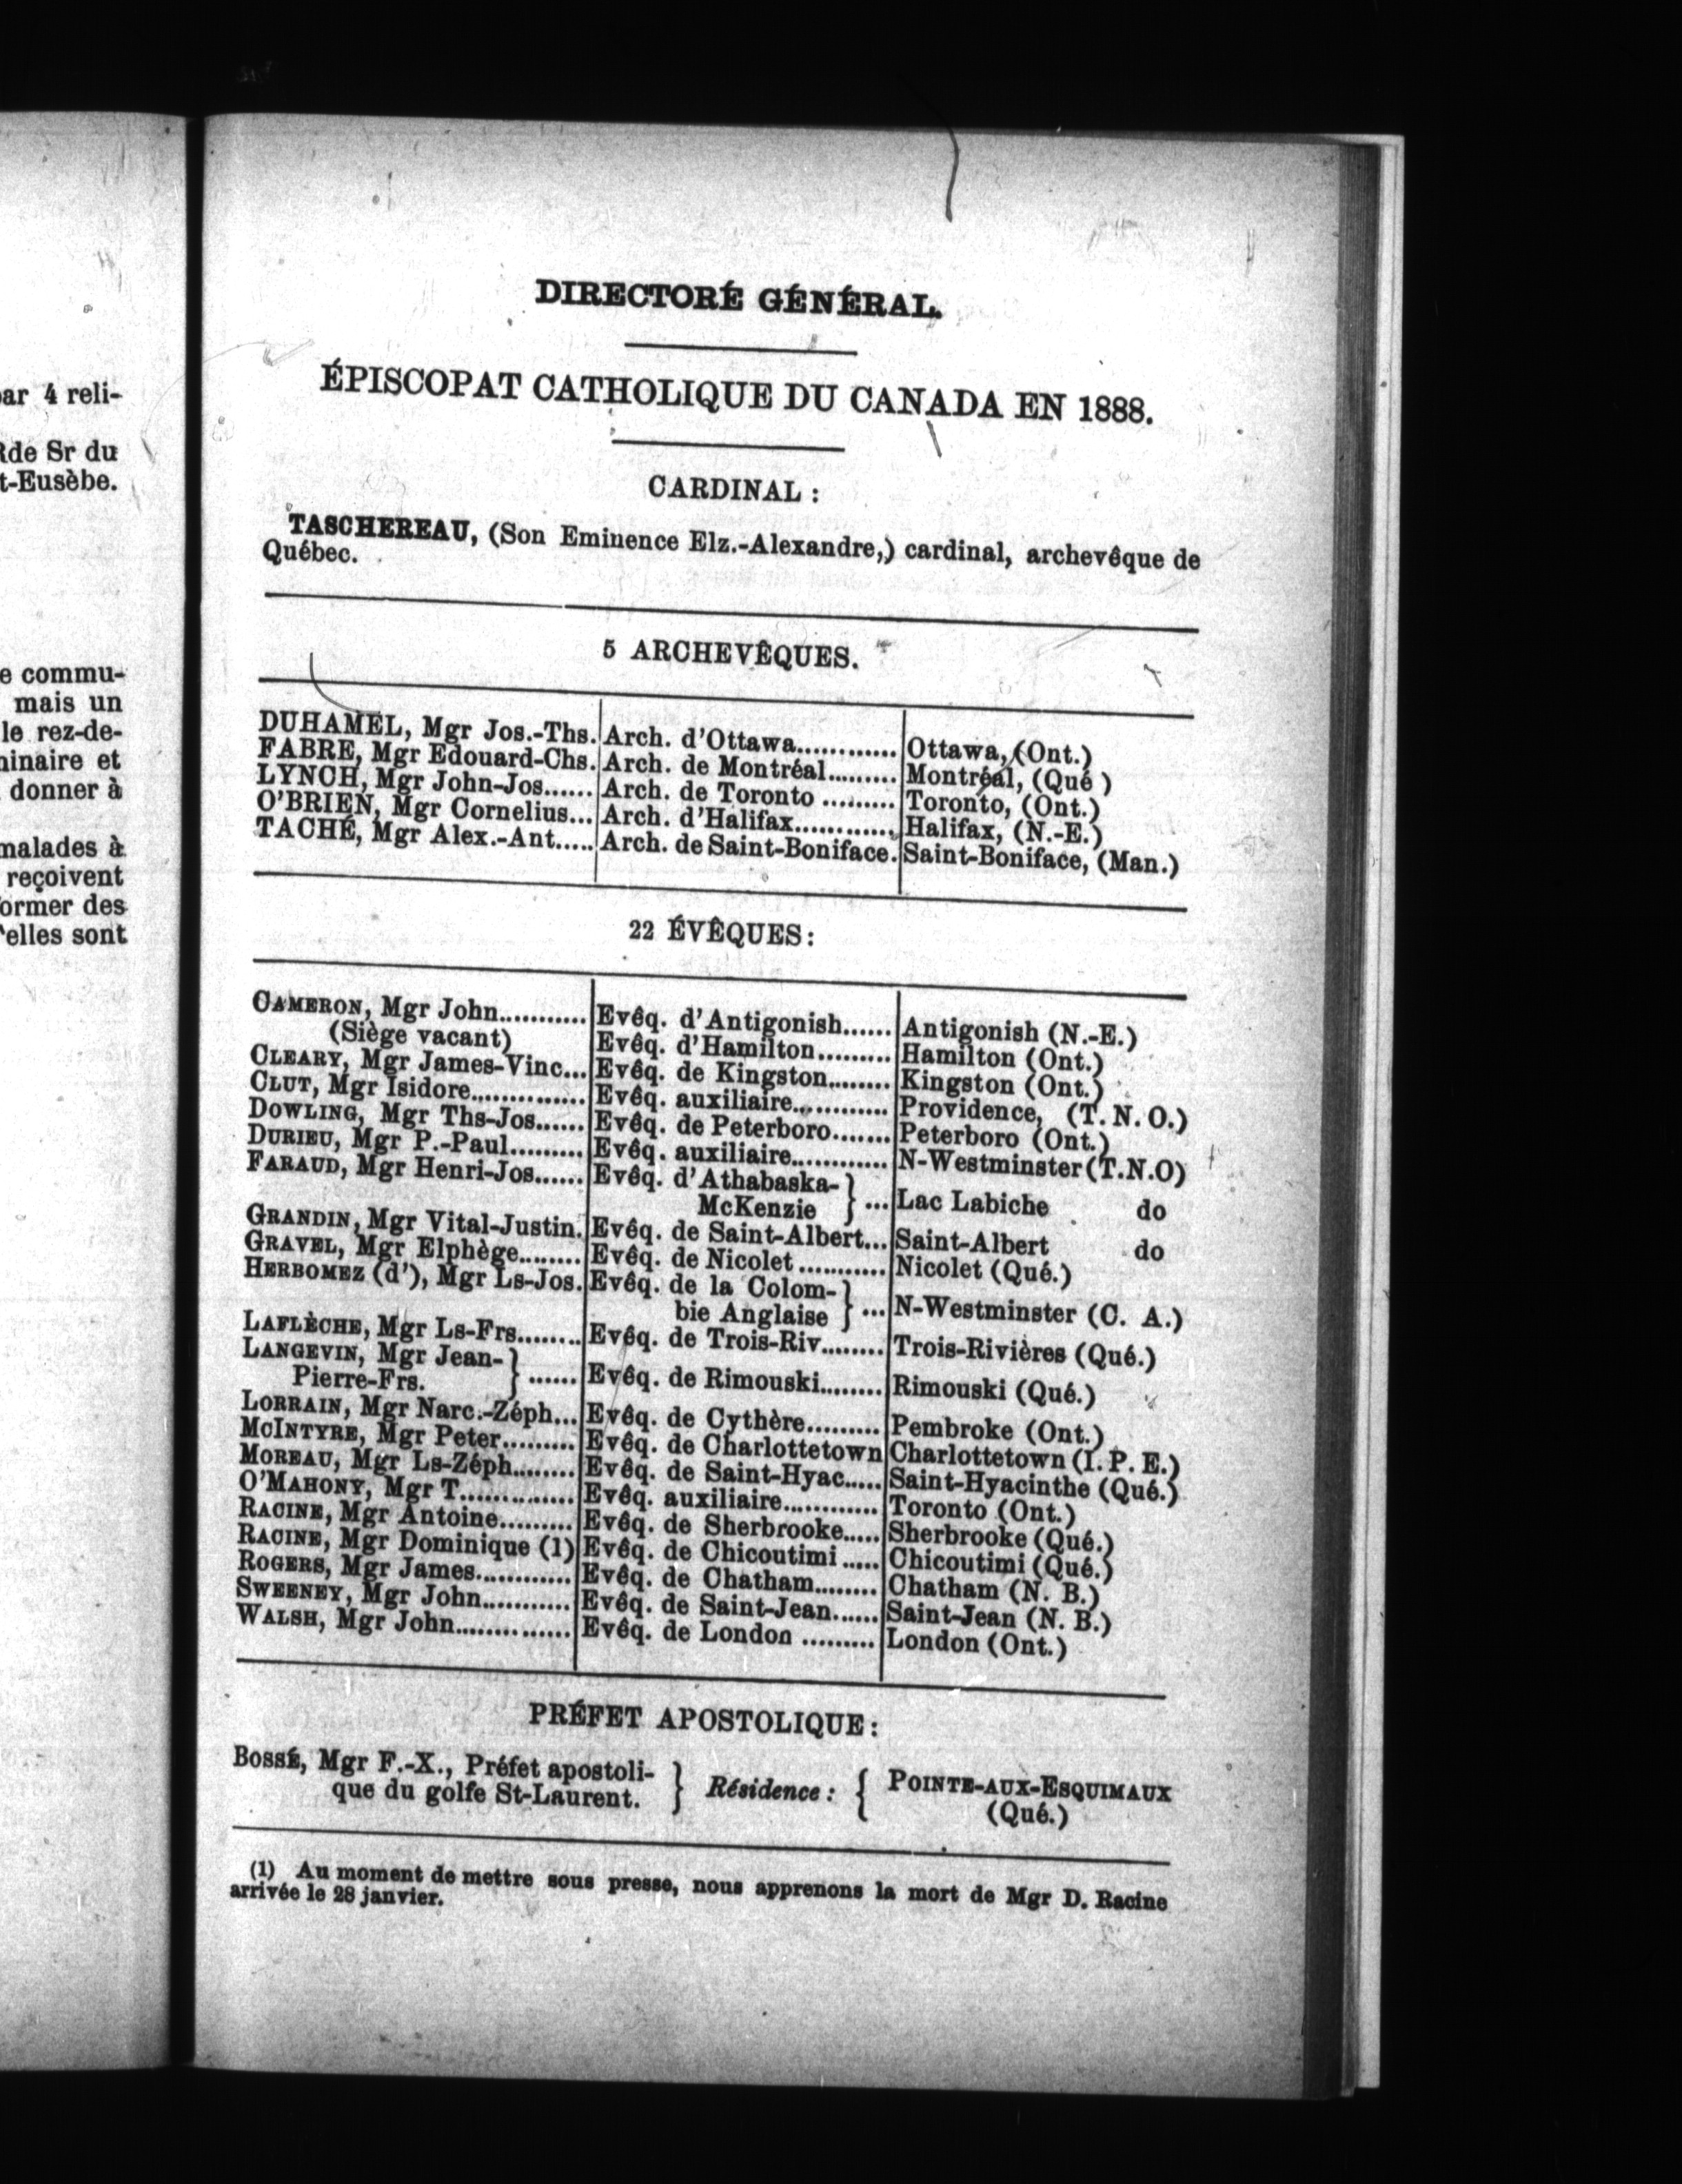 ar 4 reli-
Rde Sr du
t-Eusèbe.
e commu-
mais un
le rez-de-
ninaire et
donner à
malades à
reçoivent
ormer des
'elles sont
DIRECTORÉ GÉNÉRAL.
ÉPISCOPAT CATHOLIQUE DU CANADA EN 1888.
CARDINAL :
TASCHEREAU, (Son Eminence Elz.-Alexandre,) cardinal, archevêque de
Québec.
5 ARCHEVÊQUES.
DUHAMEL, Mgr Jos.-Ths. Arch. d'Ottawa............ Ottawa, (Ont.)
FABRE, Mgr Edouard-Chs. Arch. de Montréal......... Montréal, (Qué )
LYNCH, Mgr John-Jos...... Arch. de Toronto ......... Toronto, (Ont.)
O'BRIEN, Mgr Cornelius... Arch. d'Halifax............ Halifax, (N.-E.)
TACHÉ, Mgr Alex.-Ant..... Arch. de Saint-Boniface. Saint-Boniface, (Man.)
22 ÉVÊQUES:
CAMERON, Mgr John........... Evêq. d'Antigonish...... Antigonish (N.-E.)
(Siège vacant) Evêq. d'Hamilton......... Hamilton (Ont.)
CLEARY, Mgr James-Vinc... Evêq. de Kingston........ Kingston (Ont.)
CLUT, Mgr Isidore.............. Evêq. auxiliaire............ Providence, (T. N. O.)
DOWLING, Mgr Ths-Jos...... Evêq. de Peterboro....... Peterboro (Ont.)
DURIEU, Mgr P.-Paul......... Evêq. auxiliaire............ N-Westminster (T.N.O)
FARAUD, Mgr Henri-Jos...... Evêq. d'Athabaska-
McKenzie } ... Lac Labiche do
GRANDIN, Mgr Vital-Justin. Evêq. de Saint-Albert... Saint-Albert do
GRAVEL, Mgr Elphège........ Evêq. de Nicolet ........... Nicolet (Qué.)
HERBOMEZ (d'), Mgr Ls-Jos. Evêq. de la Colom-
bie Anglaise } ... N-Westminster (C. A.)
LAFLÈCHE, Mgr Ls-Frs........ Evêq. de Trois-Riv........ Trois-Rivières (Qué.)
LANGEVIN, Mgr Jean-
Pierre-Frs. } ...... Evêq. de Rimouski........ Rimouski (Qué.)
LORRAIN, Mgr Narc.-Zéph... Evêq. de Cythère......... Pembroke (Ont.)
MCINTYRE, Mgr Peter......... Evêq. de Charlottetown Charlottetown (I. P. E.)
MOREAU, Mgr Ls-Zéph........ Evêq. de Saint-Hyac..... Saint-Hyacinthe (Qué.)
O'MAHONY, Mgr T.............. Evêq. auxiliaire............ Toronto (Ont.)
RACINE, Mgr Antoine......... Evêq. de Sherbrooke..... Sherbrooke (Qué.)
RACINE, Mgr Dominique (1) Evêq. de Chicoutimi ..... Chicoutimi (Qué.)
ROGERS, Mgr James............ Evêq. de Chatham........ Chatham (N. B.)
SWEENEY, Mgr John........... Evêq. de Saint-Jean...... Saint-Jean (N. B.)
WALSH, Mgr John.............. Evêq. de London ......... London (Ont.)
PRÉFET APOSTOLIQUE:
BOSSÉ, Mgr F.-X., Préfet apostoli-
que du golfe St-Laurent. } Résidence : { POINTE-AUX-ESQUIMAUX
(Qué.)
(1) Au moment de mettre sous presse, nous apprenons la mort de Mgr D. Racine
arrivée le 28 janvier.